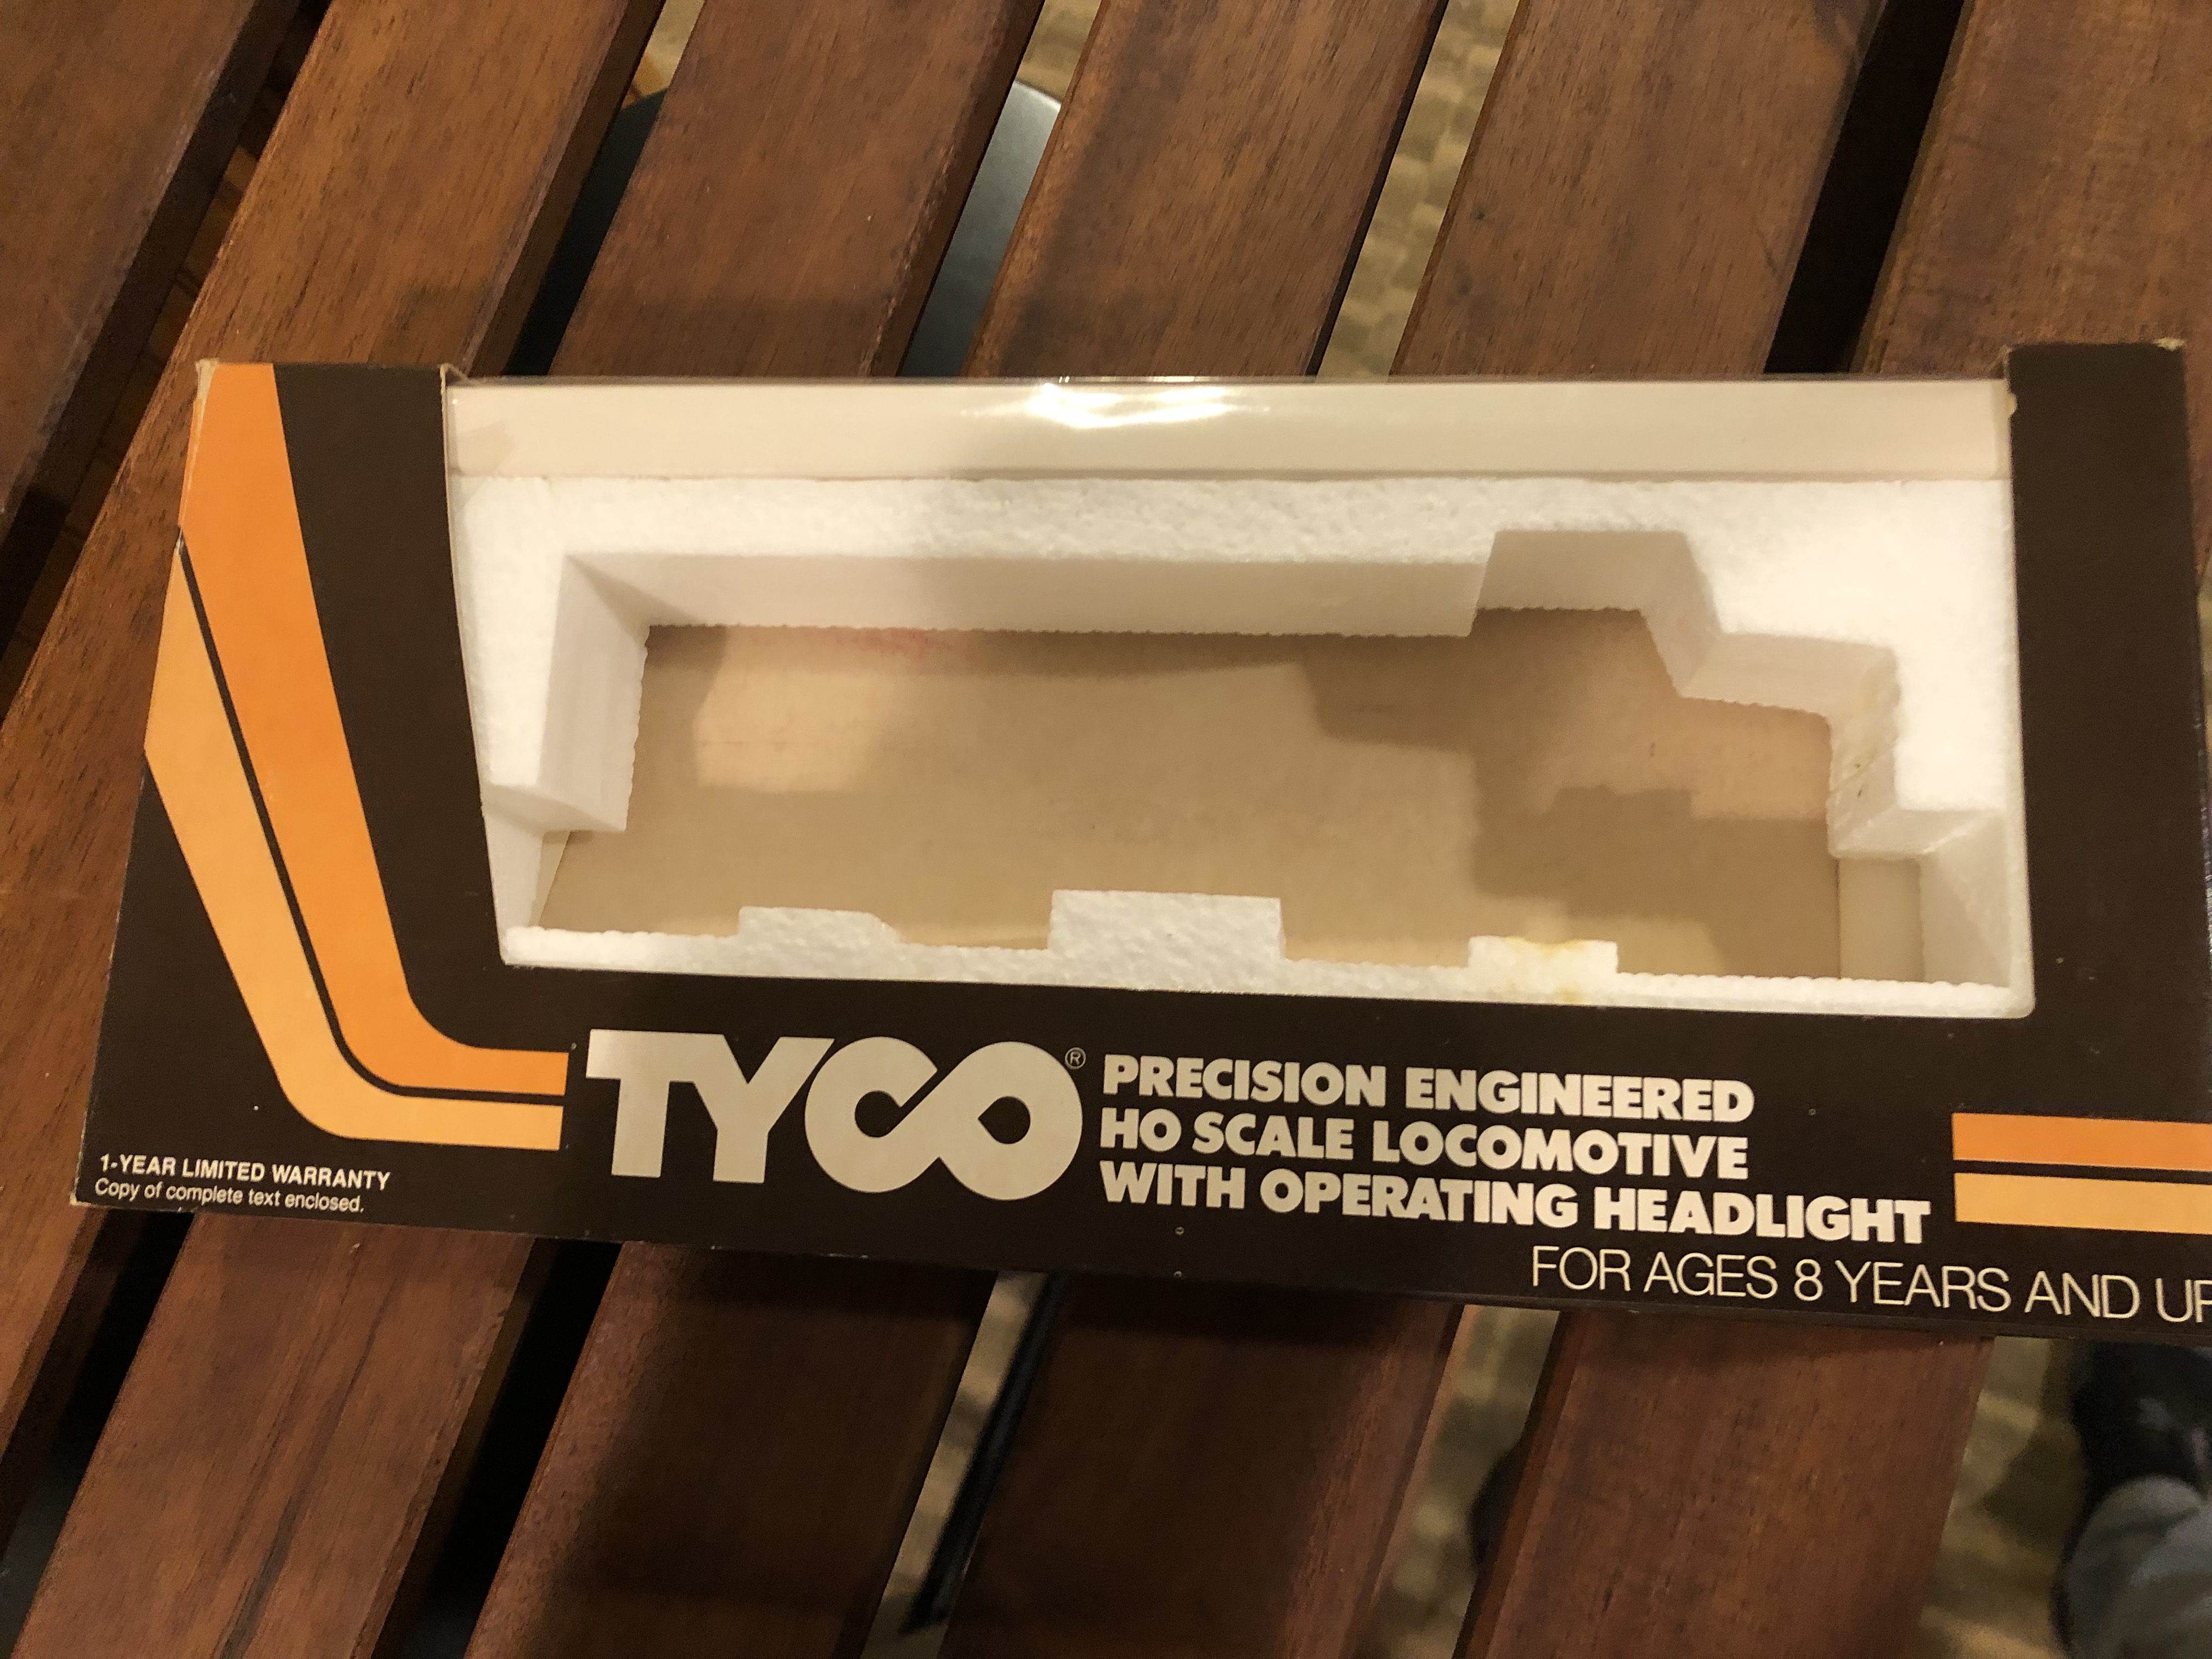 TYCO®
PRECISION ENGINEERED
HO SCALE LOCOMOTIVE
WITH OPERATING HEADLIGHT
FOR AGES 8 YEARS AND UP
1-YEAR LIMITED WARRANTY
Copy of complete text enclosed.